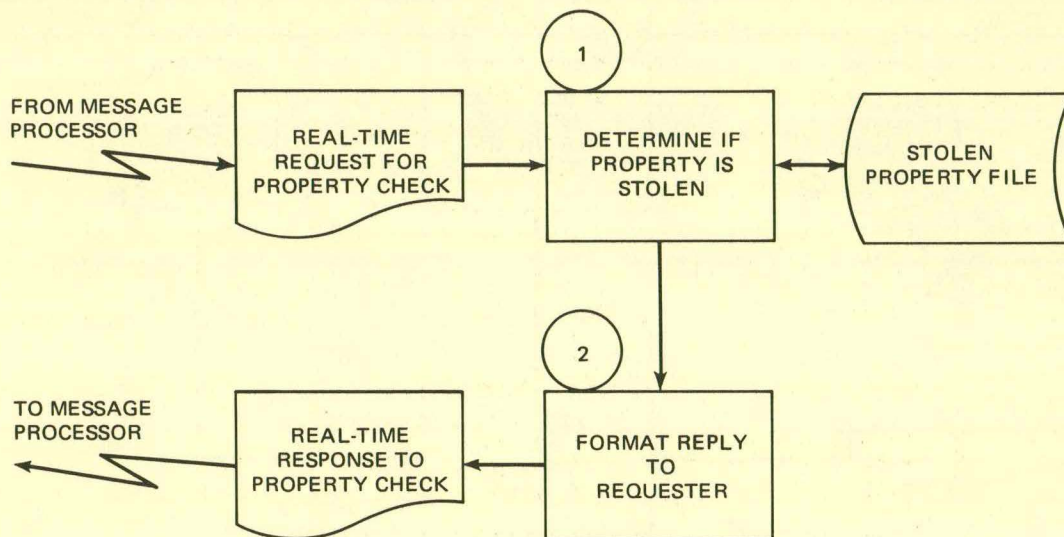 1
FROM MESSAGE
PROCESSOR
REAL-TIME
REQUEST FOR
PROPERTY CHECK
DETERMINE IF
PROPERTY IS
STOLEN
STOLEN
PROPERTY FILE
2
TO MESSAGE
PROCESSOR
REAL-TIME
RESPONSE TO
PROPERTY CHECK
FORMAT REPLY
TO
REQUESTER